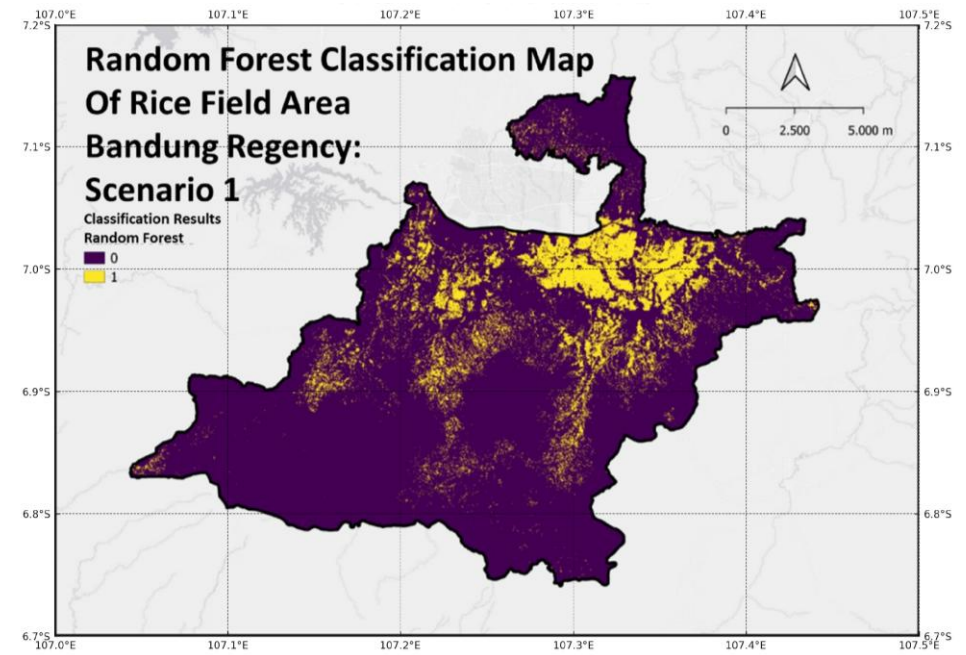 107.0°E 107.1°E 107.2°E 107.3°E 107.4°E 107.5°E
7.2°S 7.2°S
Random Forest Classification Map
Of Rice Field Area
Bandung Regency:
Scenario 1
0 2.500 5.000 m
7.1°S 7.1°S
Classification Results
Random Forest
0
7.0°S 7.0°S
1
6.9°S 6.9°S
6.8°S 6.8°S
6.7°S 6.7°S
107.0°E 107.1°E 107.2°E 107.3°E 107.4°E 107.5°E